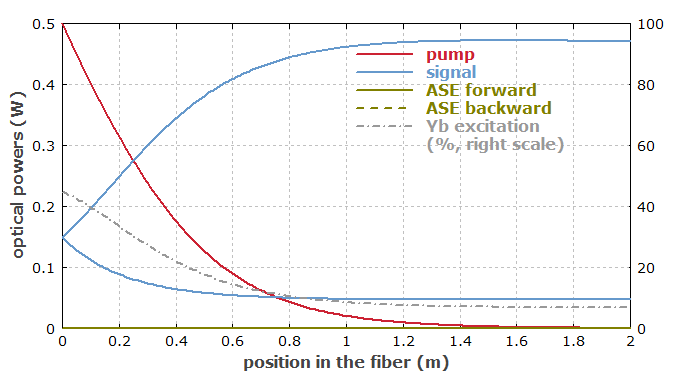 0.5
0.4
0.3
0.2
0.1
0
100
80
60
40
20
0
0 0.2 0.4 0.6 0.8 1 1.2 1.4 1.6 1.8 2
optical powers (W)
position in the fiber (m)
pump
signal
ASE forward
ASE backward
Yb excitation
(%, right scale)